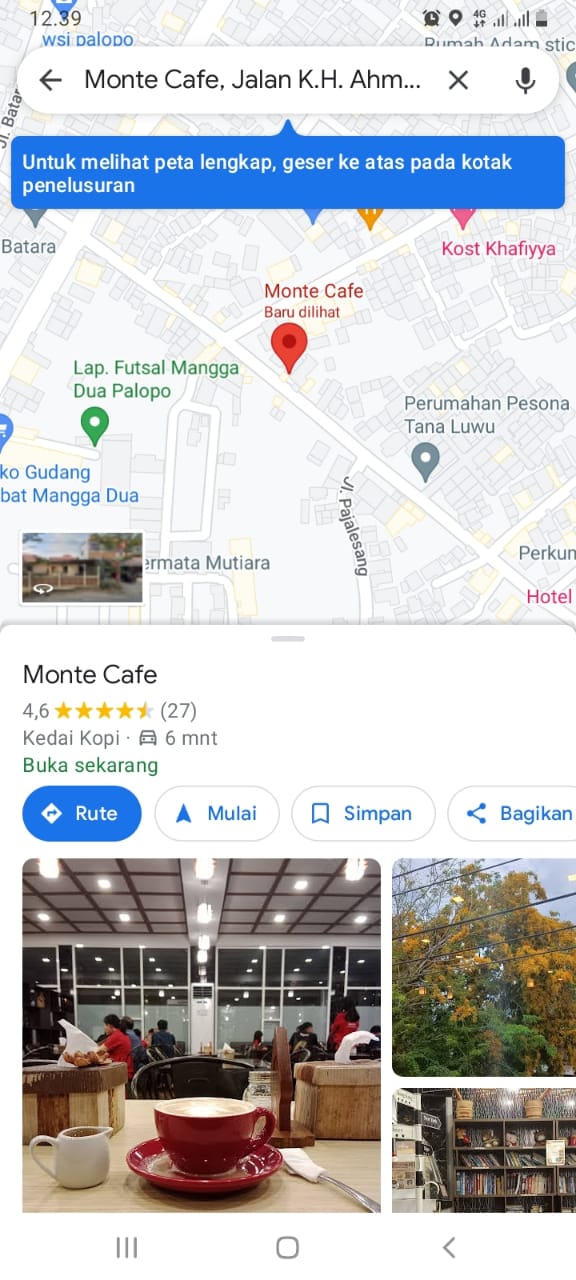 12.39
4G
wsi palopo
Rumah Adam stic
Monte Cafe, Jalan K.H. Ahm...
Jl. Batar
Untuk melihat peta lengkap, geser ke atas pada kotak
penelusuran
Batara
Kost Khafiyya
Monte Cafe
Baru dilihat
Lap. Futsal Mangga
Dua Palopo
Perumahan Pesona
Tana Luwu
ko Gudang
bat Mangga Dua
Jl. Pajalesang
ermata Mutiara
Perkun
Hotel
Monte Cafe
4,6 (27)
Kedai Kopi · 6 mnt
Buka sekarang
Rute
Mulai
Simpan
Bagikan